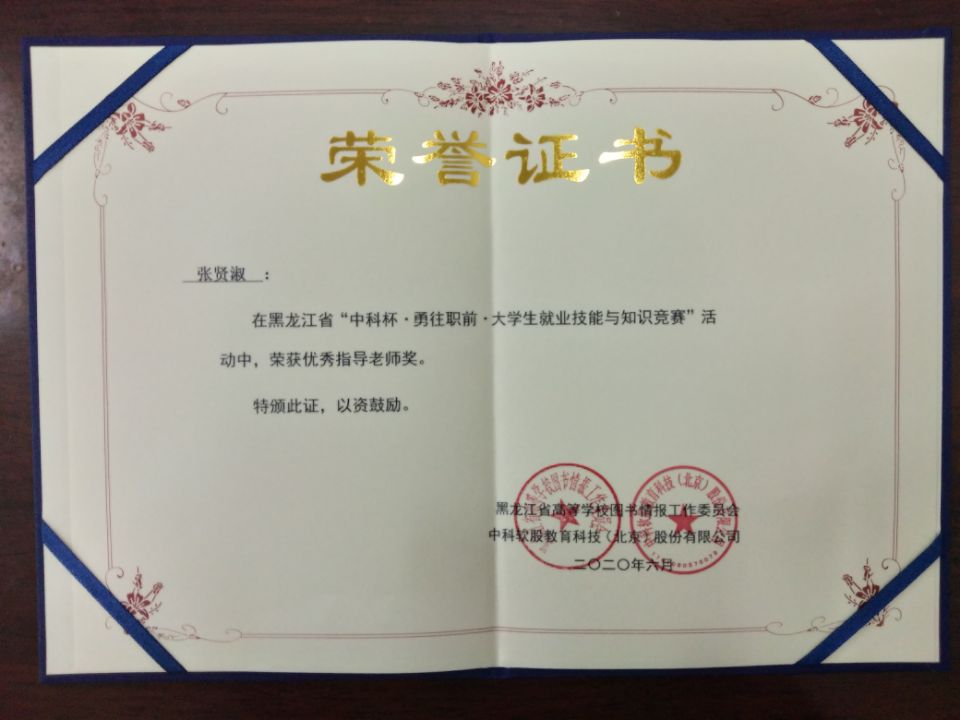 荣誉证书
张贤淑：
在黑龙江省“中科杯·勇往职前·大学生就业技能与知识竞赛”活
动中，荣获优秀指导老师奖。
特颁此证，以资鼓励。
黑龙江省高等学校图书情报工作委员会
中科软股教育科技（北京）股份有限公司
二〇二〇年六月